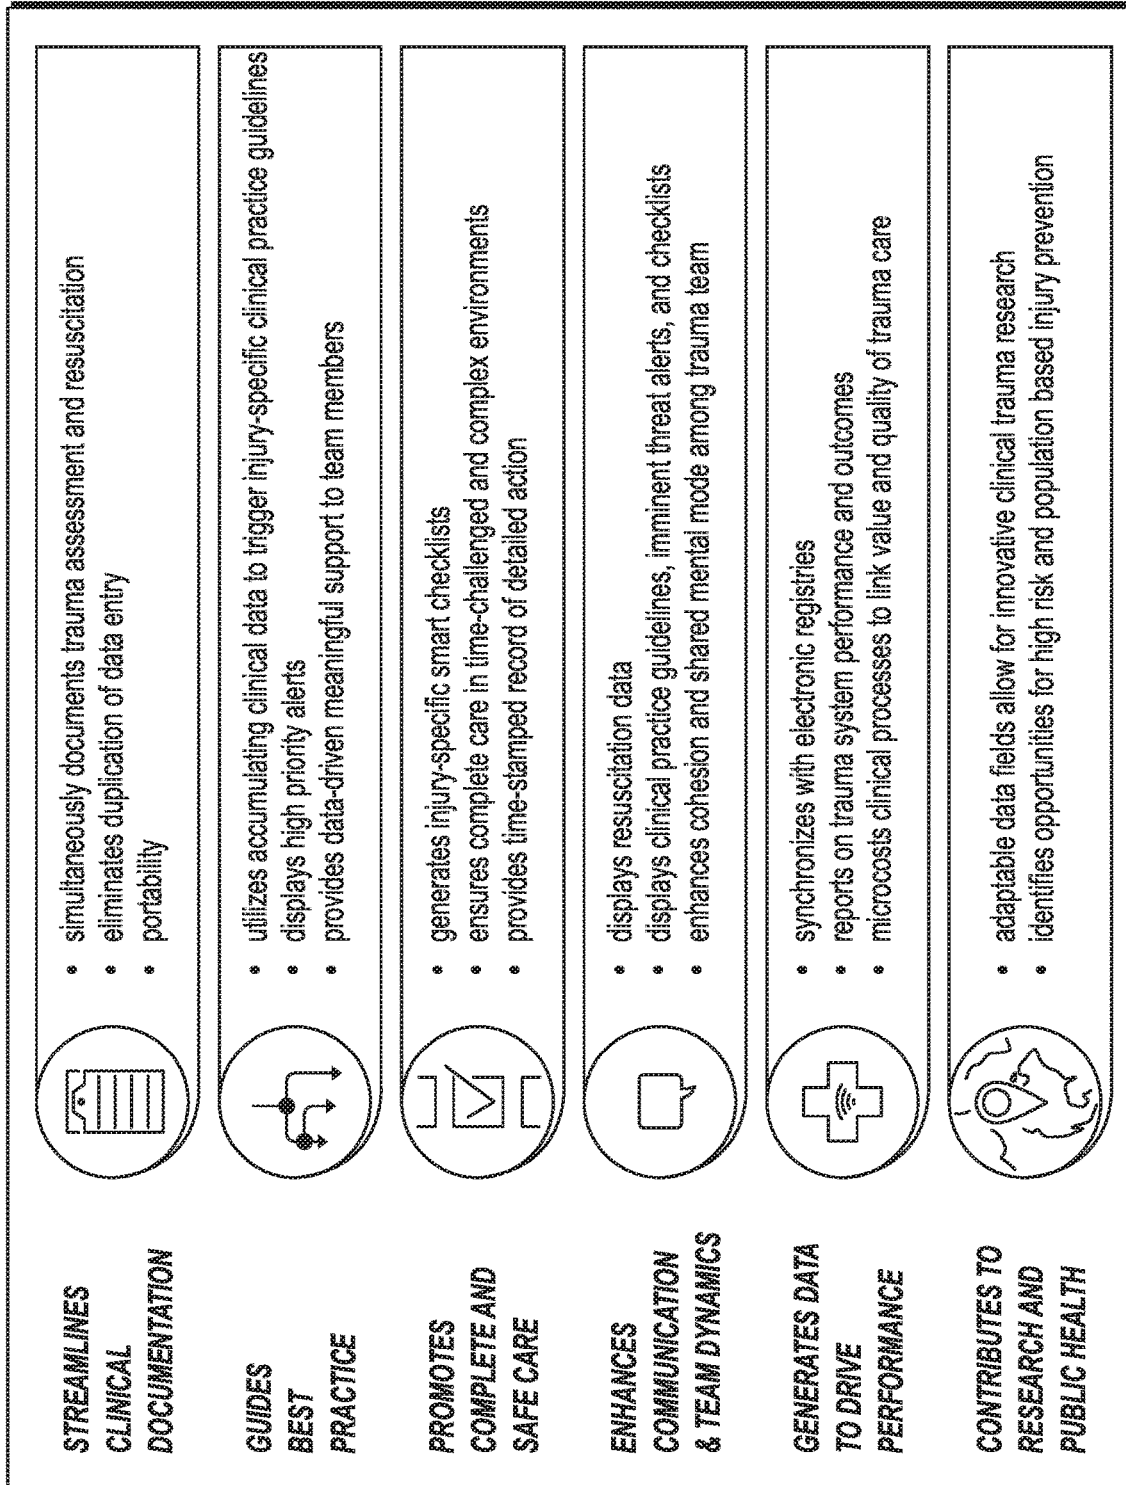 STREAMLINES
CLINICAL
DOCUMENTATION
• simultaneously documents trauma assessment and resuscitation
• eliminates duplication of data entry
• portability
GUIDES
BEST
PRACTICE
• utilizes accumulating clinical data to trigger injury-specific clinical practice guidelines
• displays high priority alerts
• provides data-driven meaningful support to team members
PROMOTES
COMPLETE AND
SAFE CARE
• generates injury-specific smart checklists
• ensures complete care in time-challenged and complex environments
• provides time-stamped record of detailed action
ENHANCES
COMMUNICATION
& TEAM DYNAMICS
• displays resuscitation data
• displays clinical practice guidelines, imminent threat alerts, and checklists
• enhances cohesion and shared mental mode among trauma team
GENERATES DATA
TO DRIVE
PERFORMANCE
• synchronizes with electronic registries
• reports on trauma system performance and outcomes
• microcosts clinical processes to link value and quality of trauma care
CONTRIBUTES TO
RESEARCH AND
PUBLIC HEALTH
• adaptable data fields allow for innovative clinical trauma research
• identifies opportunities for high risk and population based injury prevention